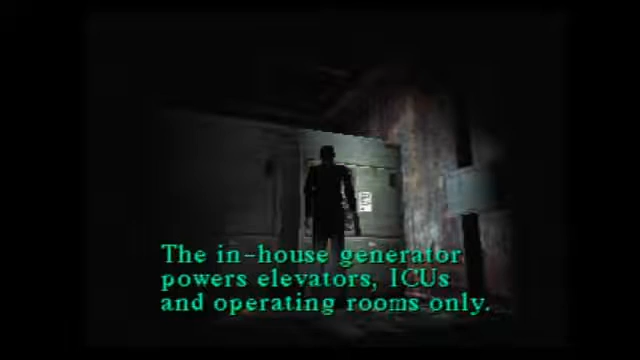 The in-house generator
powers elevators, ICUs
and operating rooms only.